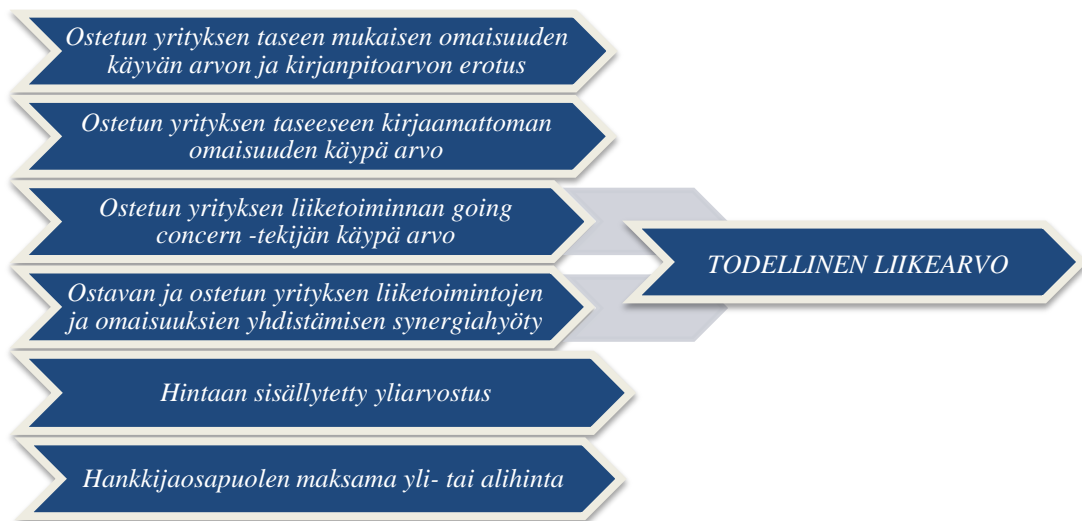 Ostetun yrityksen taseen mukaisen omaisuuden
käyvän arvon ja kirjanpitoarvon erotus
Ostetun yrityksen taseeseen kirjaamattoman
omaisuuden käypä arvo
Ostetun yrityksen liiketoiminnan going
concern -tekijän käypä arvo
Ostavan ja ostetun yrityksen liiketoimintojen
ja omaisuuksien yhdistämisen synergiahyöty
TODELLINEN LIIKEARVO
Hintaan sisällytetty yliarvostus
Hankkijaosapuolen maksama yli- tai alihinta